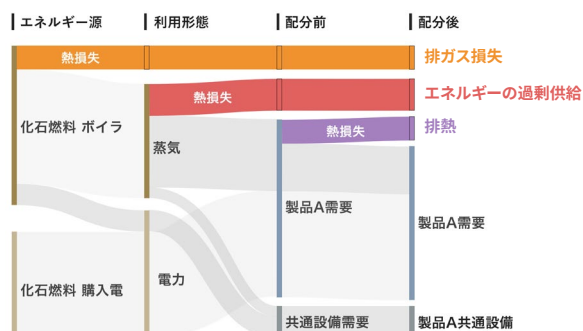 エネルギー源
利用形態
配分前
配分後
熱損失
排ガス損失
熱損失
エネルギーの過剰供給
化石燃料 ボイラ
蒸気
熱損失
排熱
製品A需要
製品A需要
化石燃料 購入電
電力
共通設備需要
製品A共通設備